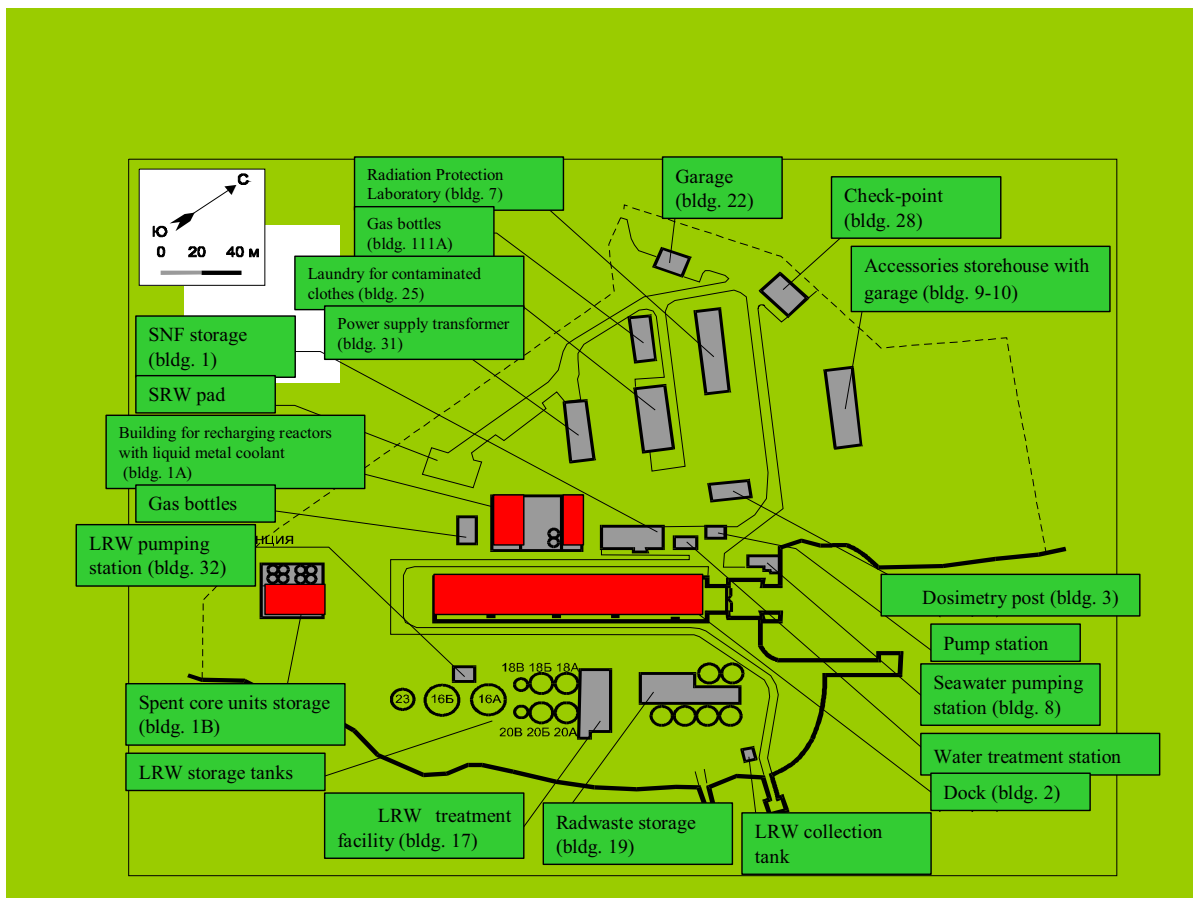 Radiation Protection
Laboratory (bldg. 7)
Garage
(bldg. 22)
Check-point
(bldg. 28)
С
Ю
0 20 40 м
Gas bottles
(bldg. 111A)
Accessories storehouse with
garage (bldg. 9-10)
Laundry for contaminated
clothes (bldg. 25)
Power supply transformer
(bldg. 31)
SNF storage
(bldg. 1)
SRW pad
Building for recharging reactors
with liquid metal coolant
(bldg. 1A)
Gas bottles
LRW pumping
station (bldg. 32)
НЦИЯ
Dosimetry post (bldg. 3)
Pump station
Seawater pumping
station (bldg. 8)
Water treatment station
Dock (bldg. 2)
18В 18Б 18А
23 16Б 16А
20В 20Б 20А
Spent core units storage
(bldg. 1B)
LRW storage tanks
LRW treatment
facility (bldg. 17)
Radwaste storage
(bldg. 19)
LRW collection
tank